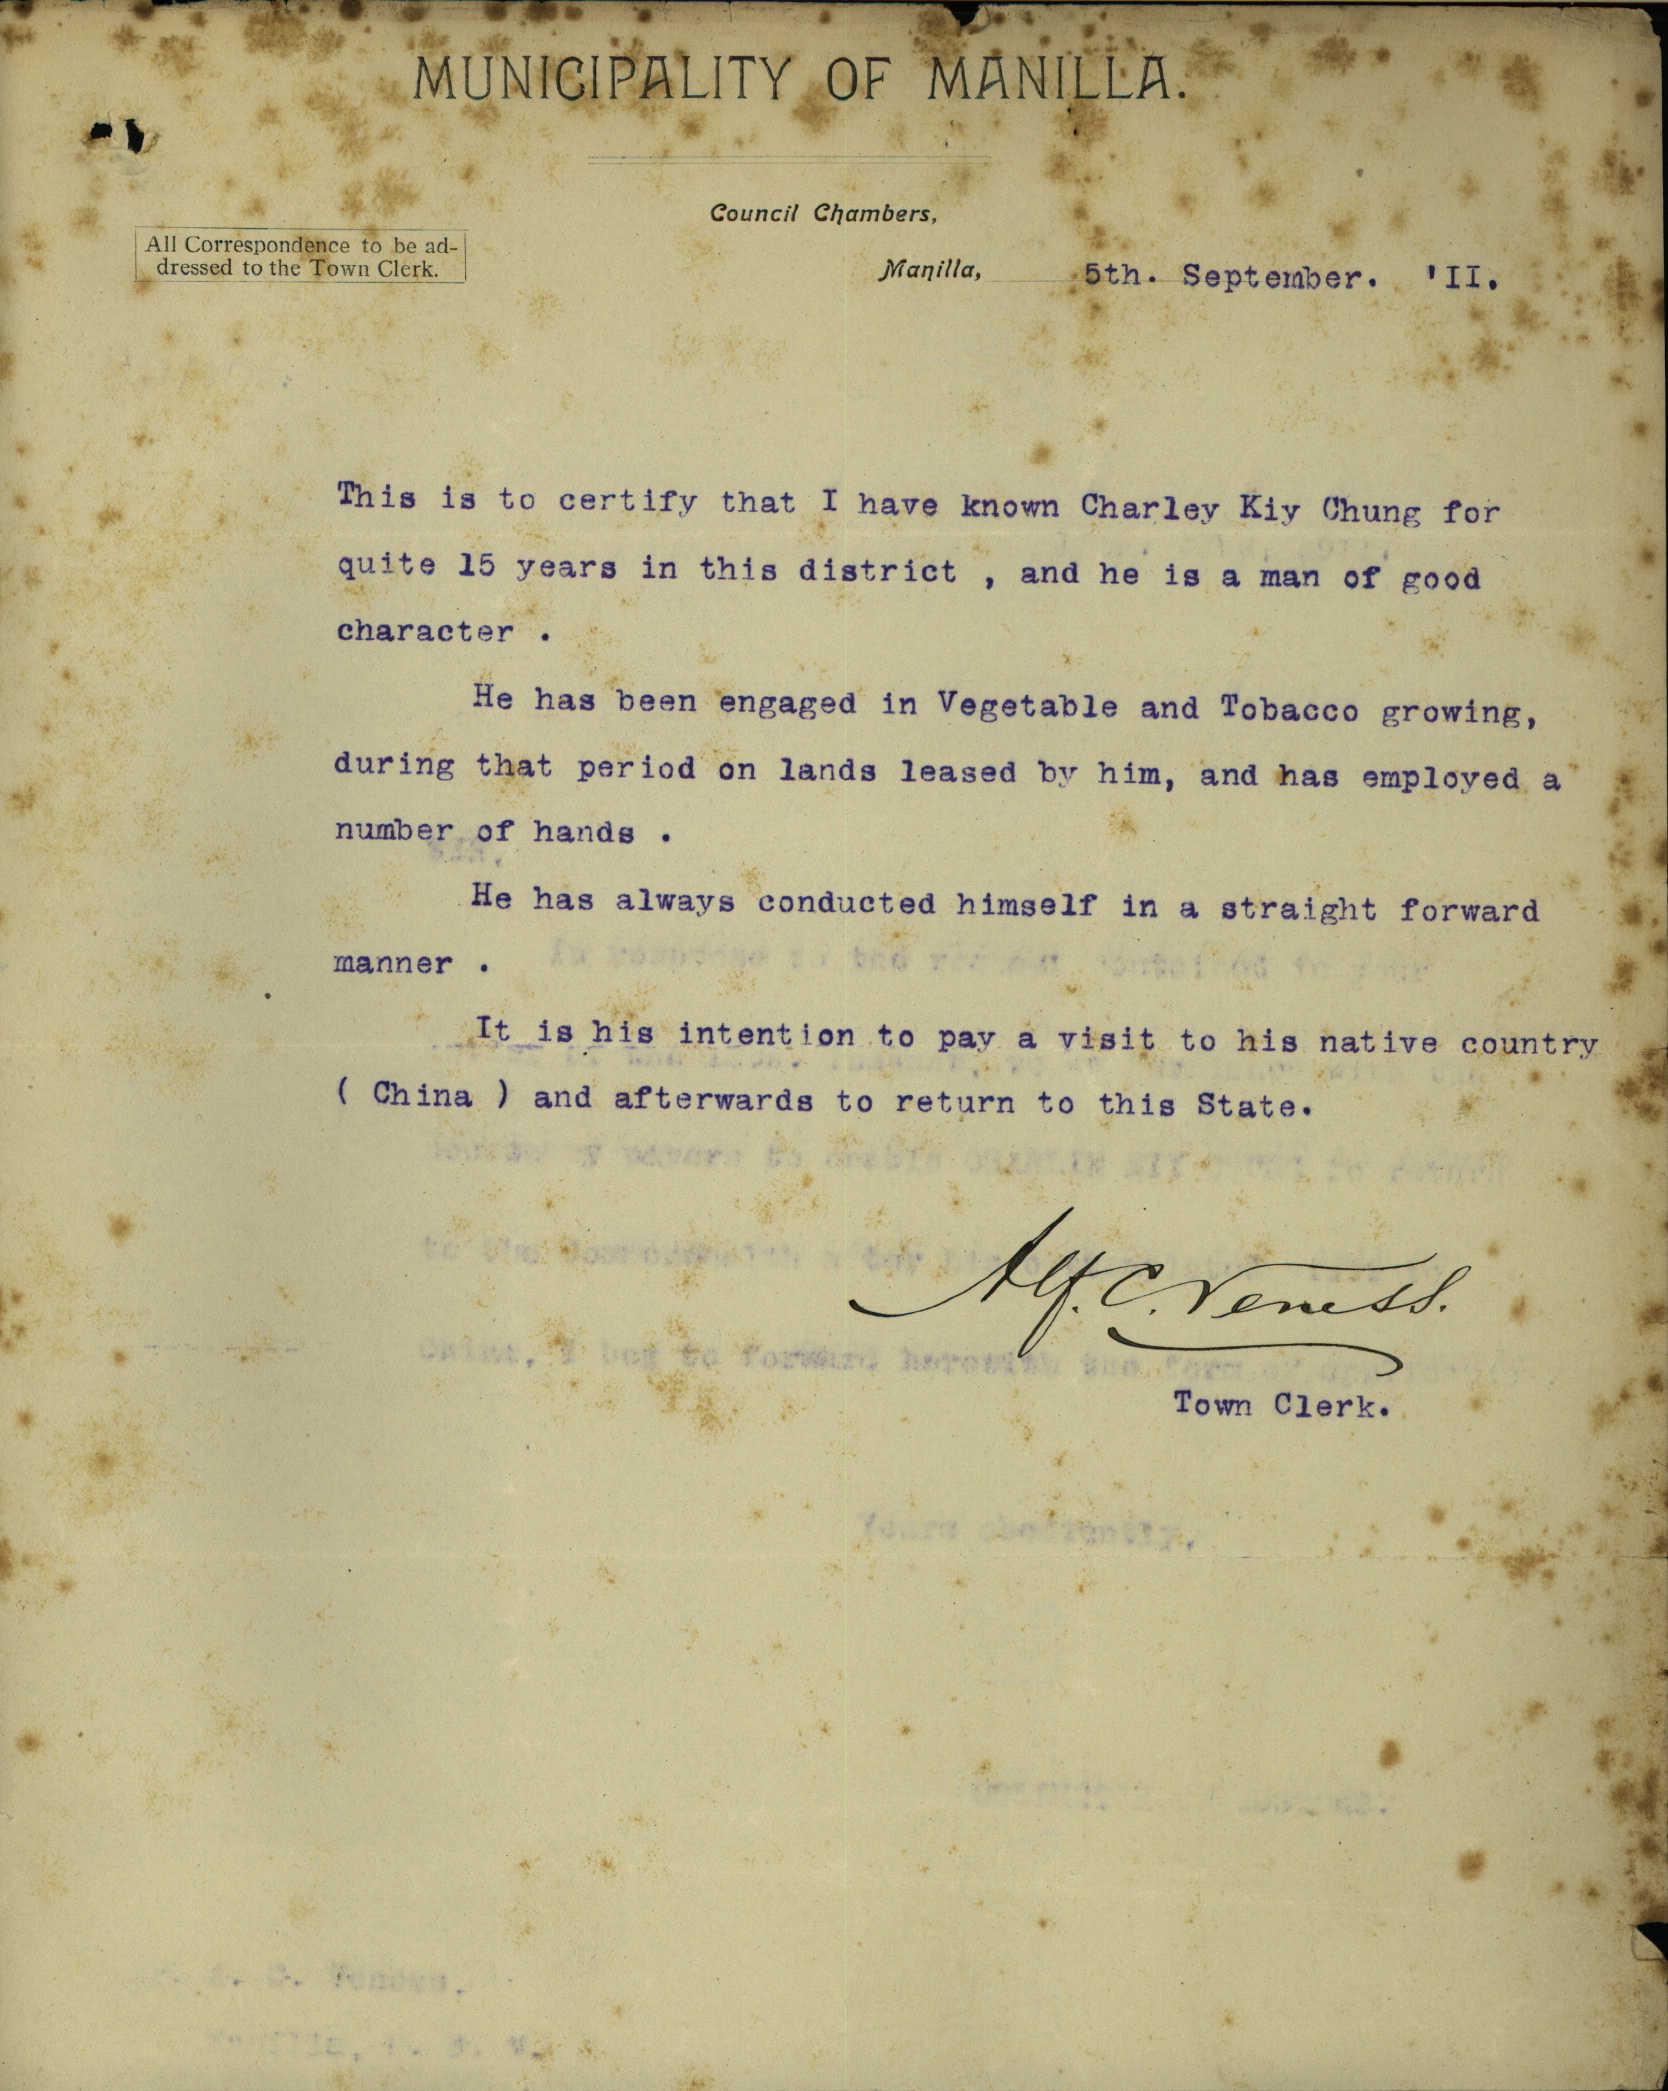 MUNICIPALITY OF MANILLA.
Council Chambers,
All Correspondence to be ad-
dressed to the Town Clerk.
Manilla, 5th. September. 'II.
This is to certify that I have known Charley Kiy Chung for
quite 15 years in this district , and he is a man of good
character .
He has been engaged in Vegetable and Tobacco growing,
during that period on lands leased by him, and has employed a
number of hands .
He has always conducted himself in a straight forward
manner .
It is his intention to pay a visit to his native country
( China ) and afterwards to return to this State.
Alf. C. Veness.
Town Clerk.
Yours obediently,